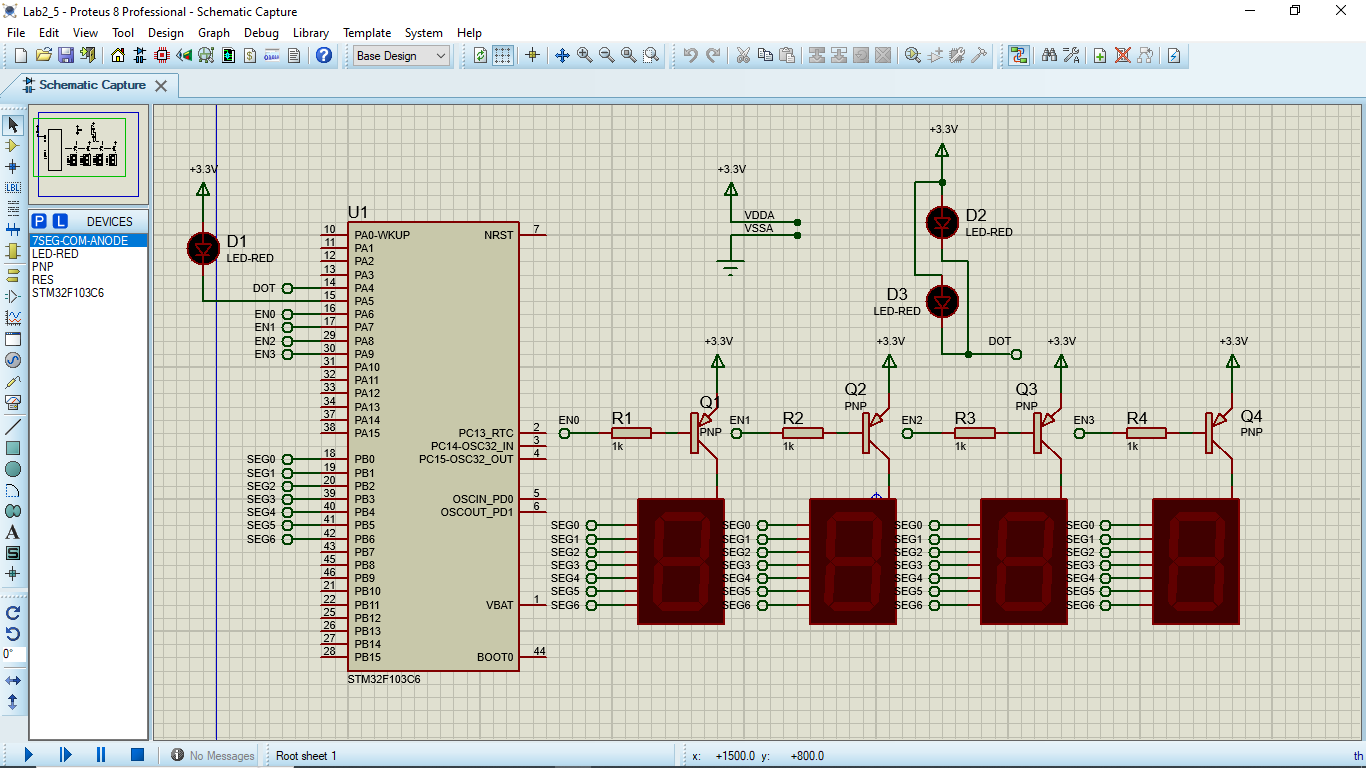 Lab2_5 - Proteus 8 Professional - Schematic Capture
File Edit View Tool Design Graph Debug Library Template System Help
Base Design
Schematic Capture
P L DEVICES
7SEG-COM-ANODE
LED-RED
PNP
RES
STM32F103C6
+3.3V
D1
LED-RED
DOT
EN0
EN1
EN2
EN3
SEG0
SEG1
SEG2
SEG3
SEG4
SEG5
SEG6
U1
10 PA0-WKUP
11 PA1
12 PA2
13 PA3
14 PA4
15 PA5
16 PA6
17 PA7
29 PA8
30 PA9
31 PA10
32 PA11
33 PA12
34 PA13
37 PA14
38 PA15
18 PB0
19 PB1
20 PB2
39 PB3
40 PB4
41 PB5
42 PB6
43 PB7
45 PB8
46 PB9
21 PB10
22 PB11
25 PB12
26 PB13
27 PB14
28 PB15
NRST 7
PC13_RTC 2
PC14-OSC32_IN 3
PC15-OSC32_OUT 4
OSCIN_PD0 5
OSCOUT_PD1 6
VBAT 1
BOOT0 44
STM32F103C6
+3.3V
VDDA
VSSA
+3.3V
D2
LED-RED
D3
LED-RED
DOT
+3.3V
Q1
PNP
EN0
R1
1k
+3.3V
Q2
PNP
EN1
R2
1k
+3.3V
Q3
PNP
EN2
R3
1k
+3.3V
Q4
PNP
EN3
R4
1k
SEG0 SEG0 SEG0 SEG0
SEG1 SEG1 SEG1 SEG1
SEG2 SEG2 SEG2 SEG2
SEG3 SEG3 SEG3 SEG3
SEG4 SEG4 SEG4 SEG4
SEG5 SEG5 SEG5 SEG5
SEG6 SEG6 SEG6 SEG6
0°
No Messages
Root sheet 1
x: +1500.0 y: +800.0
th